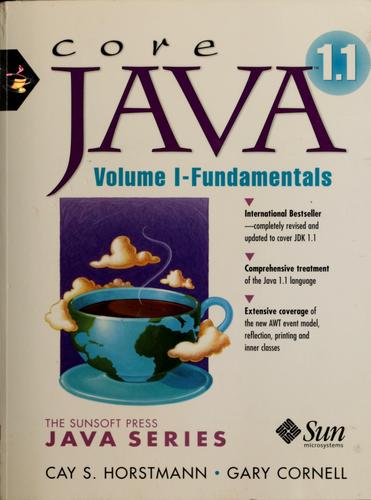 core
JAVA™ 1.1
Volume I-Fundamentals
▼ International Bestseller
—completely revised and
updated to cover JDK 1.1
▼ Comprehensive treatment
of the Java 1.1 language
▼ Extensive coverage of
the new AWT event model,
reflection, printing and
inner classes
THE SUNSOFT PRESS
JAVA SERIES
Sun
microsystems
CAY S. HORSTMANN • GARY CORNELL